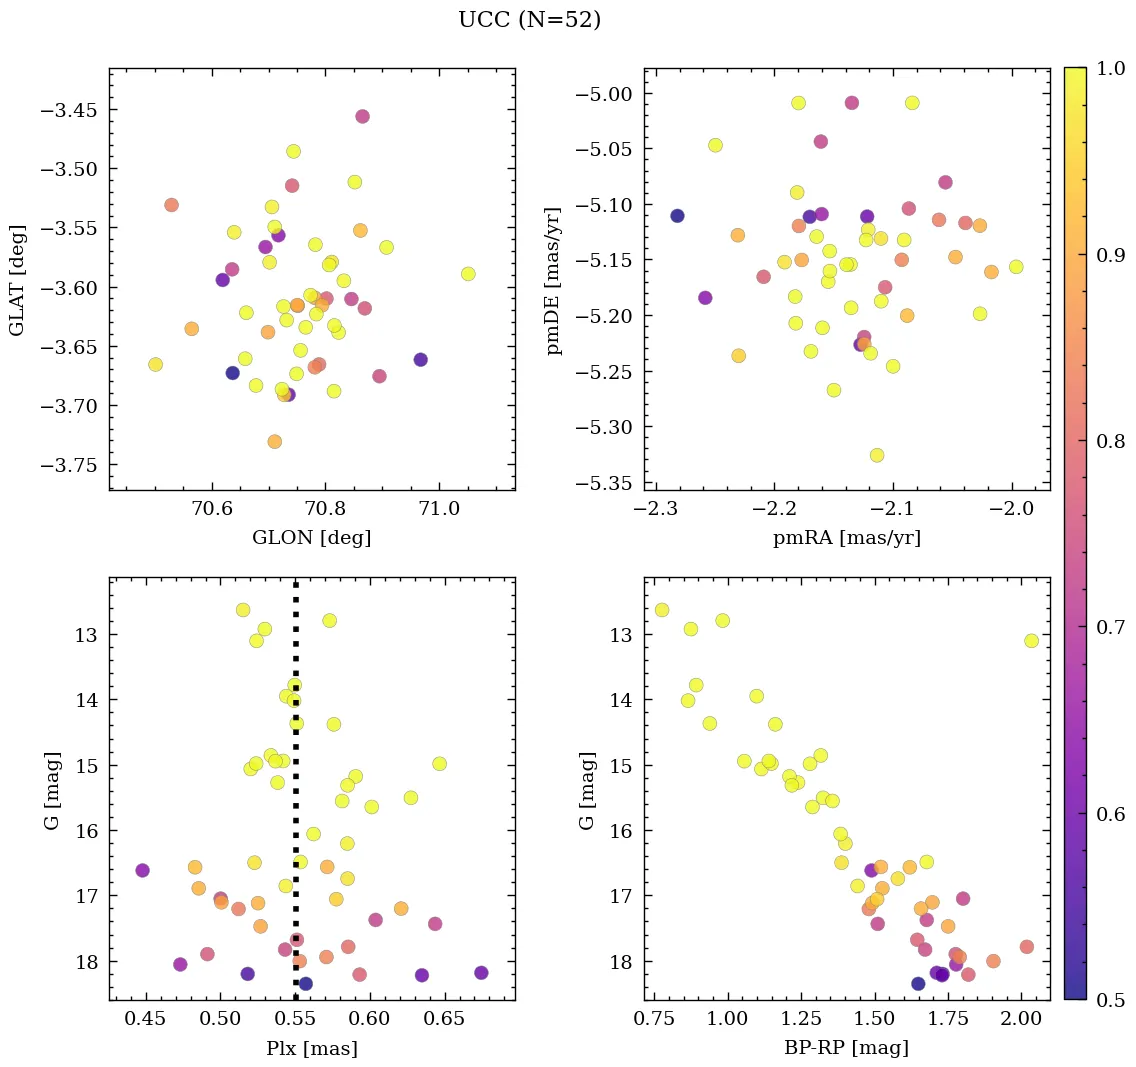 UCC (N=52)
−3.45
−3.50
−3.55
−3.60
−3.65
−3.70
−3.75
GLAT [deg]
70.6 70.8 71.0
GLON [deg]
−5.00
−5.05
−5.10
−5.15
−5.20
−5.25
−5.30
−5.35
pmDE [mas/yr]
−2.3 −2.2 −2.1 −2.0
pmRA [mas/yr]
1.0
0.9
0.8
0.7
0.6
0.5
13
14
15
16
17
18
G [mag]
0.45 0.50 0.55 0.60 0.65
Plx [mas]
13
14
15
16
17
18
G [mag]
0.75 1.00 1.25 1.50 1.75 2.00
BP-RP [mag]